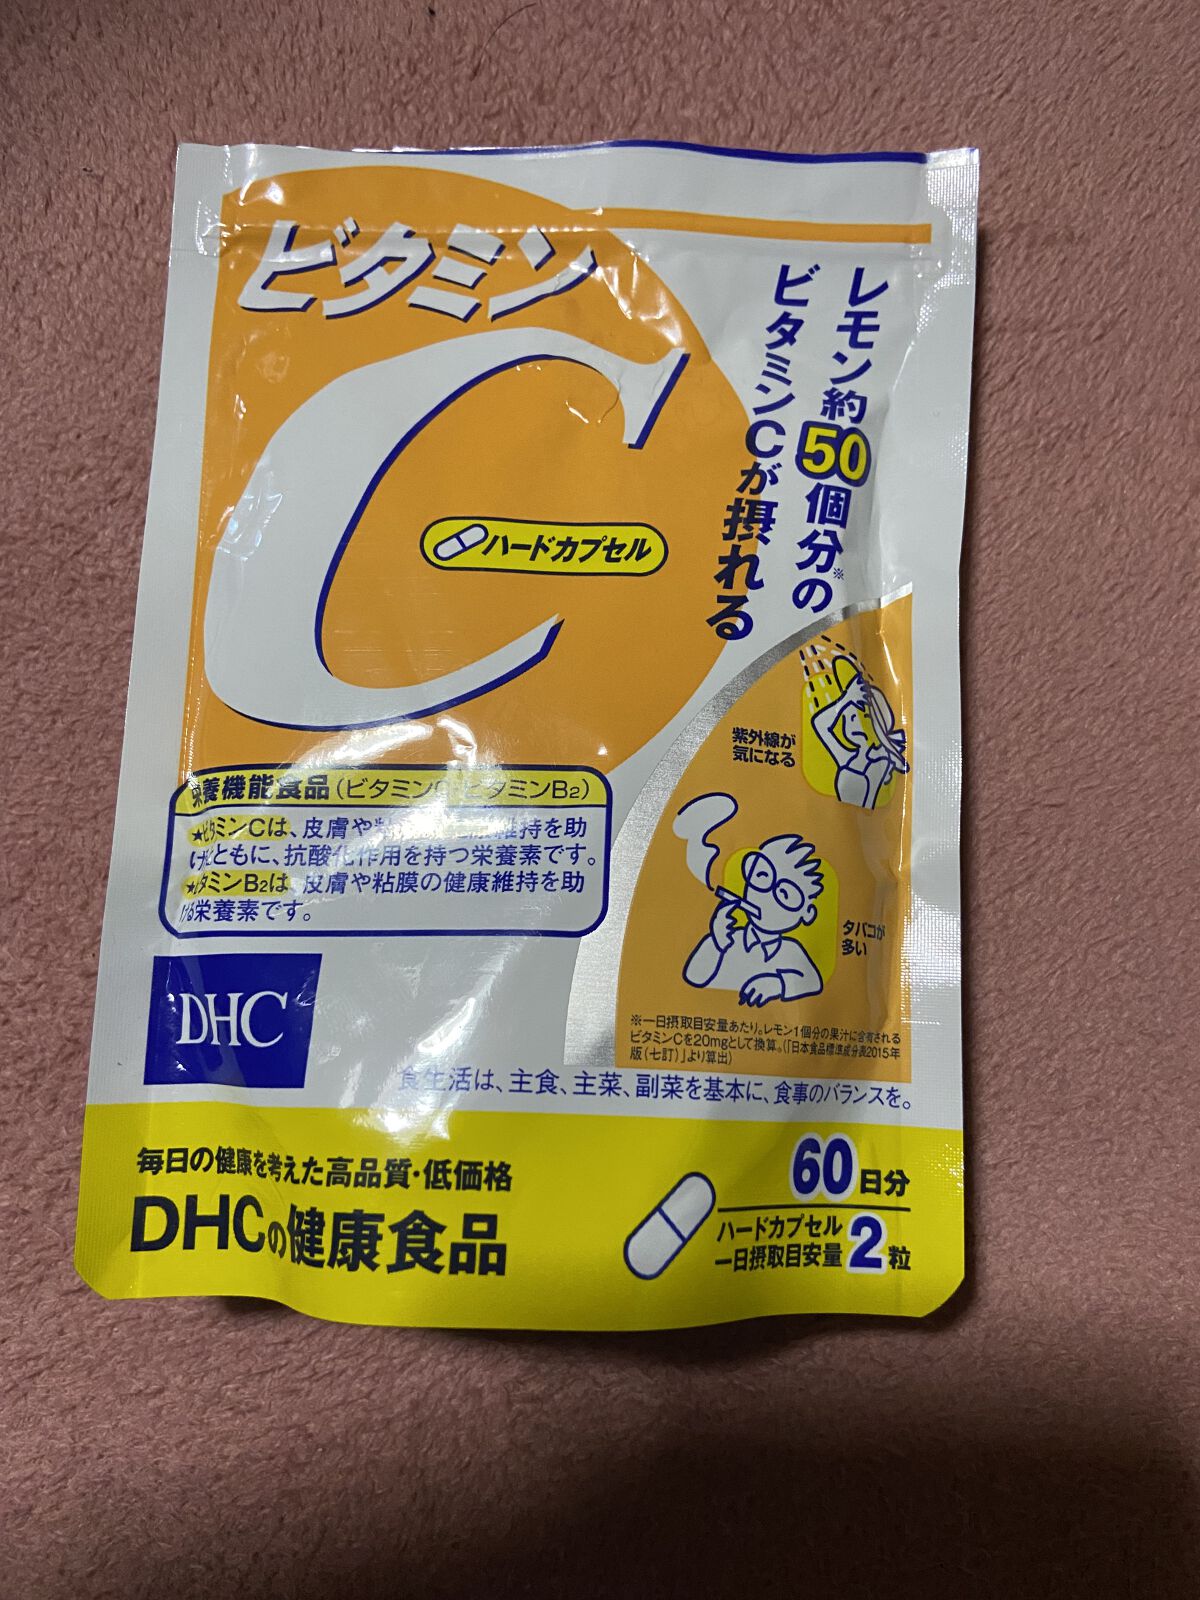 ビタミン
C
ハードカプセル
レモン約50個分※の
ビタミンCが摂れる
紫外線が
気になる
タバコが
多い
栄養機能食品(ビタミンC・ビタミンB2)
★ビタミンCは、皮膚や粘膜の健康維持を助
けるとともに、抗酸化作用を持つ栄養素です。
★ビタミンB2は、皮膚や粘膜の健康維持を助
ける栄養素です。
DHC
※一日摂取目安量あたり。レモン1個分の果汁に含有される
ビタミンCを20mgとして換算。(「日本食品標準成分表2015年
版(七訂)」より算出)
食生活は、主食、主菜、副菜を基本に、食事のバランスを。
毎日の健康を考えた高品質・低価格
DHCの健康食品
60日分
ハードカプセル
一日摂取目安量 2粒